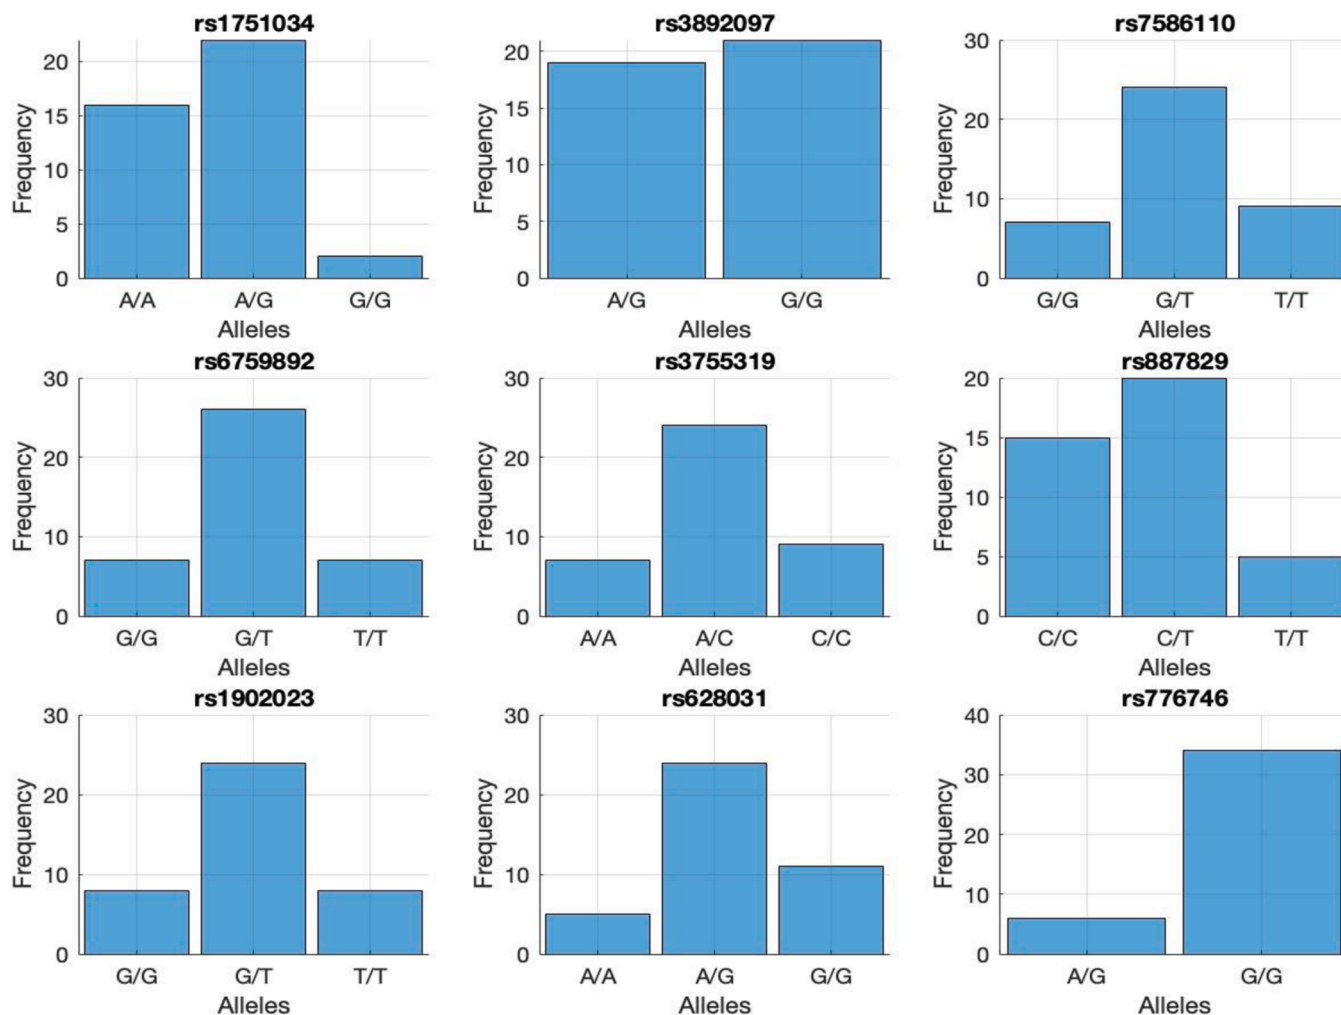 rs1751034
Frequency
20
15
10
5
0
A/A A/G G/G
Alleles
rs3892097
Frequency
20
15
10
5
0
A/G G/G
Alleles
rs7586110
Frequency
30
20
10
0
G/G G/T T/T
Alleles
rs6759892
Frequency
30
20
10
0
G/G G/T T/T
Alleles
rs3755319
Frequency
30
20
10
0
A/A A/C C/C
Alleles
rs887829
Frequency
20
15
10
5
0
C/C C/T T/T
Alleles
rs1902023
Frequency
30
20
10
0
G/G G/T T/T
Alleles
rs628031
Frequency
30
20
10
0
A/A A/G G/G
Alleles
rs776746
Frequency
40
30
20
10
0
A/G G/G
Alleles